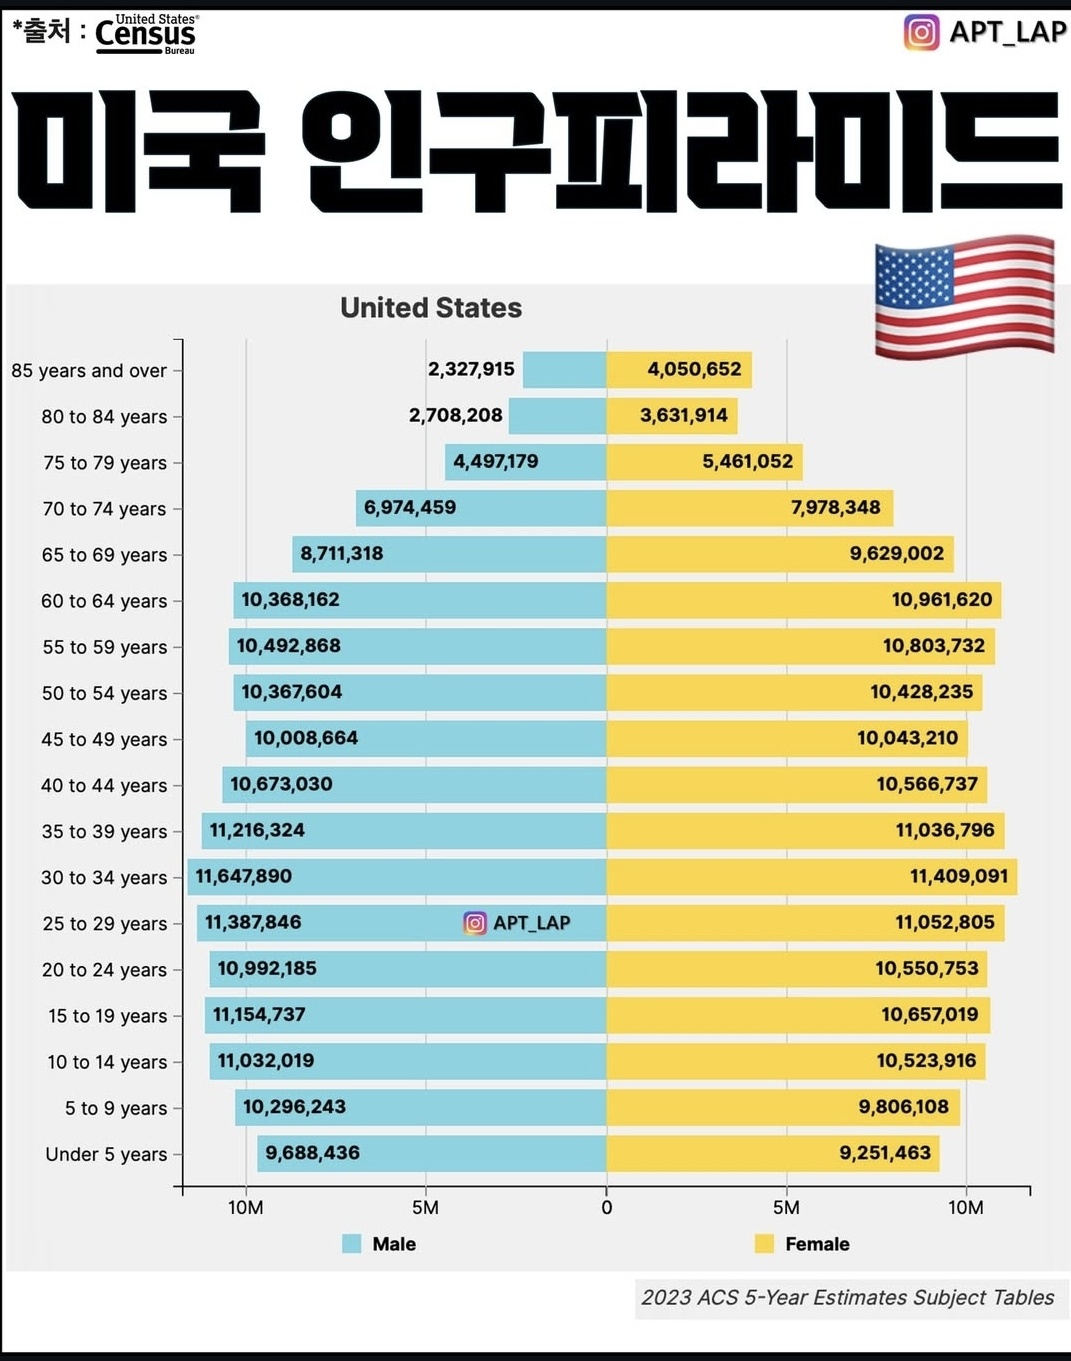 *출처 : United States® Census Bureau
APT_LAP
미국 인구피라미드
United States
85 years and over 2,327,915 4,050,652
80 to 84 years 2,708,208 3,631,914
75 to 79 years 4,497,179 5,461,052
70 to 74 years 6,974,459 7,978,348
65 to 69 years 8,711,318 9,629,002
60 to 64 years 10,368,162 10,961,620
55 to 59 years 10,492,868 10,803,732
50 to 54 years 10,367,604 10,428,235
45 to 49 years 10,008,664 10,043,210
40 to 44 years 10,673,030 10,566,737
35 to 39 years 11,216,324 11,036,796
30 to 34 years 11,647,890 11,409,091
25 to 29 years 11,387,846 APT_LAP 11,052,805
20 to 24 years 10,992,185 10,550,753
15 to 19 years 11,154,737 10,657,019
10 to 14 years 11,032,019 10,523,916
5 to 9 years 10,296,243 9,806,108
Under 5 years 9,688,436 9,251,463
10M 5M 0 5M 10M
Male Female
2023 ACS 5-Year Estimates Subject Tables